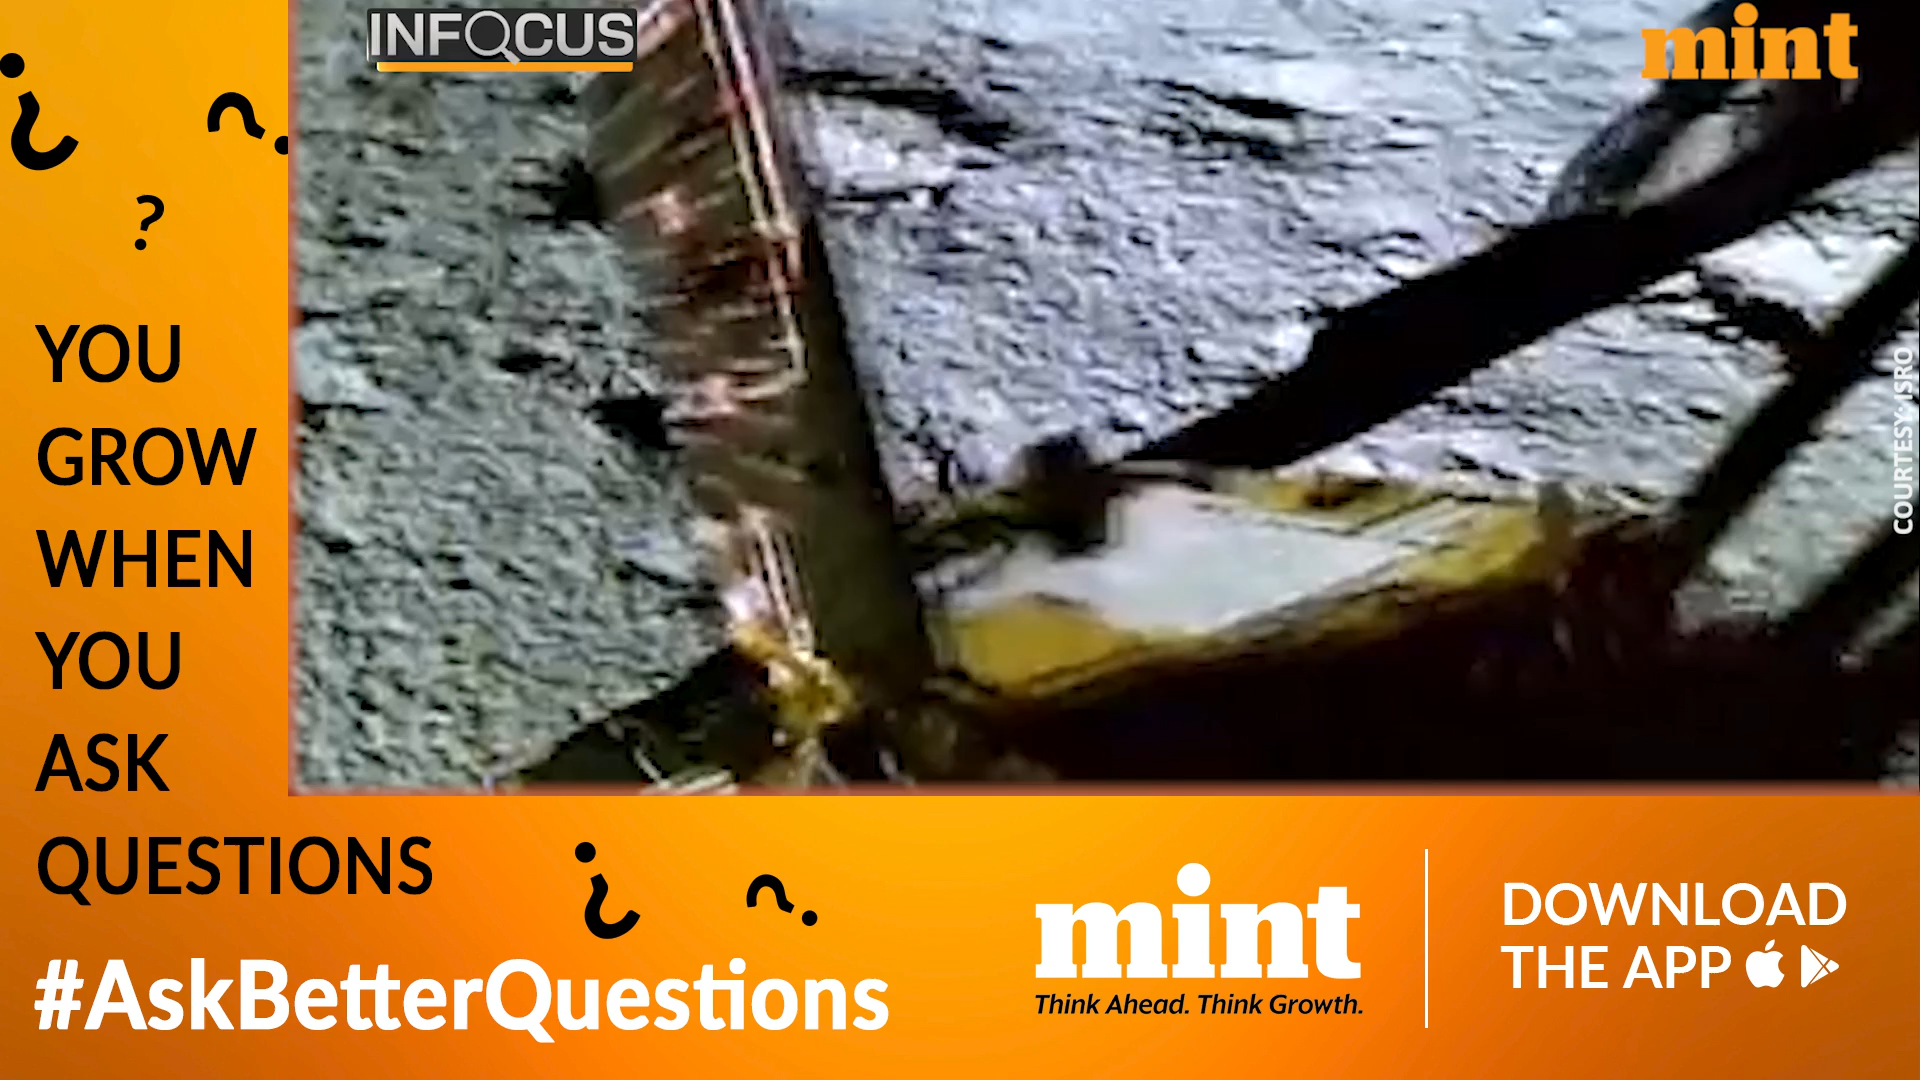 INFOCUS
mint
?
?
?
YOU
GROW
WHEN
YOU
ASK
QUESTIONS
?
?
#AskBetterQuestions
mint
Think Ahead. Think Growth.
DOWNLOAD
THE APP
COURTESY: ISRO